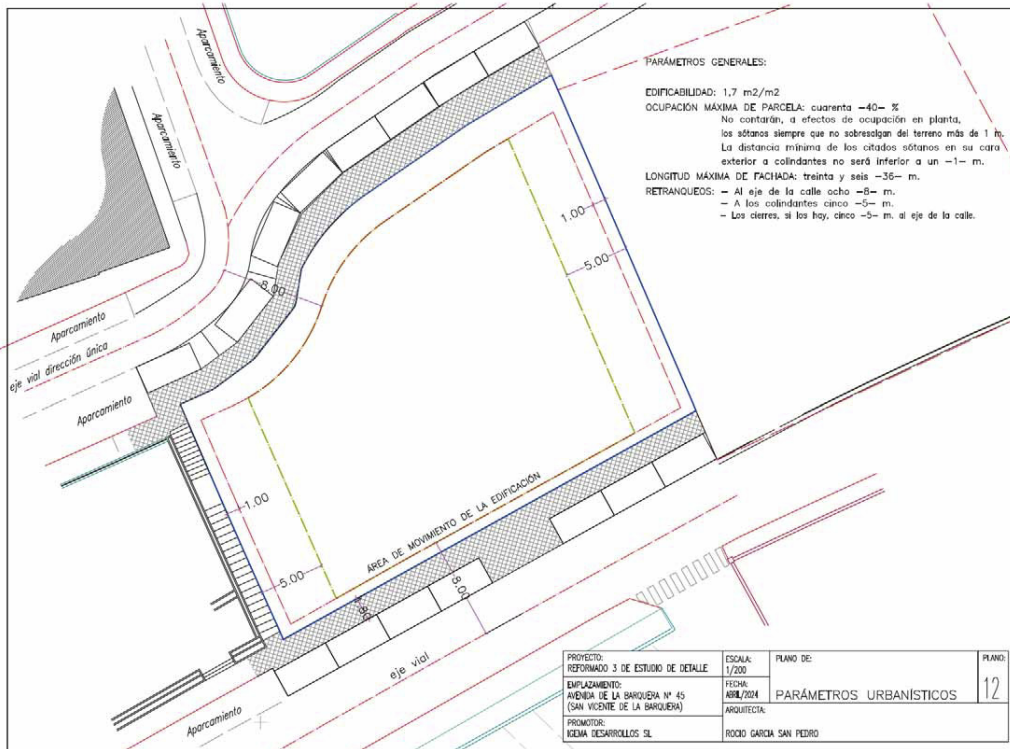 Aparcamiento
Aparcamiento
Aparcamiento
eje vial dirección única
Aparcamiento
PARÁMETROS GENERALES:
EDIFICABILIDAD: 1,7 m2/m2
OCUPACIÓN MÁXIMA DE PARCELA: cuarenta -40- %
No contarán, a efectos de ocupación en planta,
los sótanos siempre que no sobresalgan del terreno más de 1 m.
La distancia mínima de los citados sótanos en su cara
exterior a colindantes no será inferior a un -1- m.
LONGITUD MÁXIMA DE FACHADA: treinta y seis -36- m.
RETRANQUEOS: - Al eje de la calle ocho -8- m.
- A los colindantes cinco -5- m.
- Los cierres, si los hay, cinco -5- m. al eje de la calle.
1.00
5.00
8.00
1.00
5.00
ÁREA DE MOVIMIENTO DE LA EDIFICACIÓN
8.00
1.80
eje vial
Aparcamiento
PROYECTO:
REFORMADO 3 DE ESTUDIO DE DETALLE
EMPLAZAMIENTO:
AVENIDA DE LA BARQUERA Nº 45
(SAN VICENTE DE LA BARQUERA)
PROMOTOR:
IGEMA DESARROLLOS SL
ESCALA:
1/200
FECHA:
ABRIL/2024
PLANO DE:
PARÁMETROS URBANÍSTICOS
PLANO:
12
ARQUITECTA:
ROCIO GARCIA SAN PEDRO